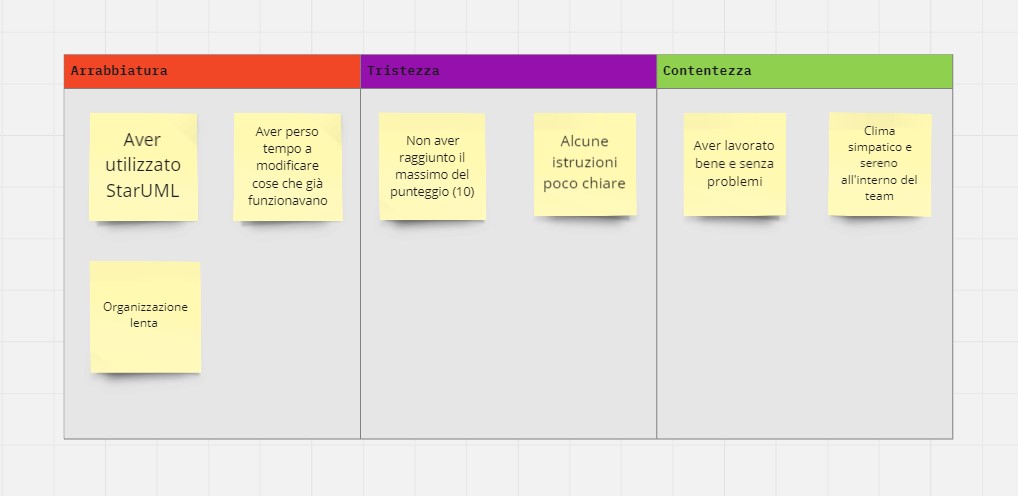 Arrabbiatura
Tristezza
Contentezza
Aver
utilizzato
StarUML
Aver perso
tempo a
modificare
cose che già
funzionavano
Non aver
raggiunto il
massimo del
punteggio (10)
Alcune
istruzioni
poco chiare
Aver lavorato
bene e senza
problemi
Clima
simpatico e
sereno
all'interno del
team
Organizzazione
lenta